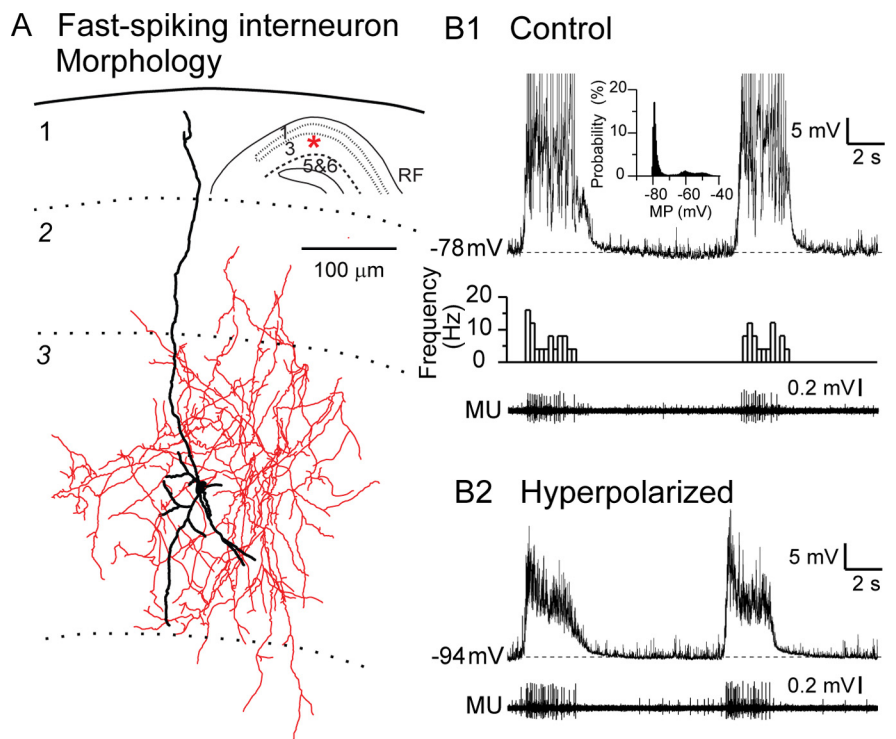 A Fast-spiking interneuron
Morphology
1
2
3
1
3
*
5&6
RF
100 µm
B1 Control
20
10
0
Probability (%)
-80 -60 -40
MP (mV)
5 mV
2 s
-78mV
20
10
0
Frequency
(Hz)
0.2 mV
MU
B2 Hyperpolarized
5 mV
2 s
-94mV
0.2 mV
MU